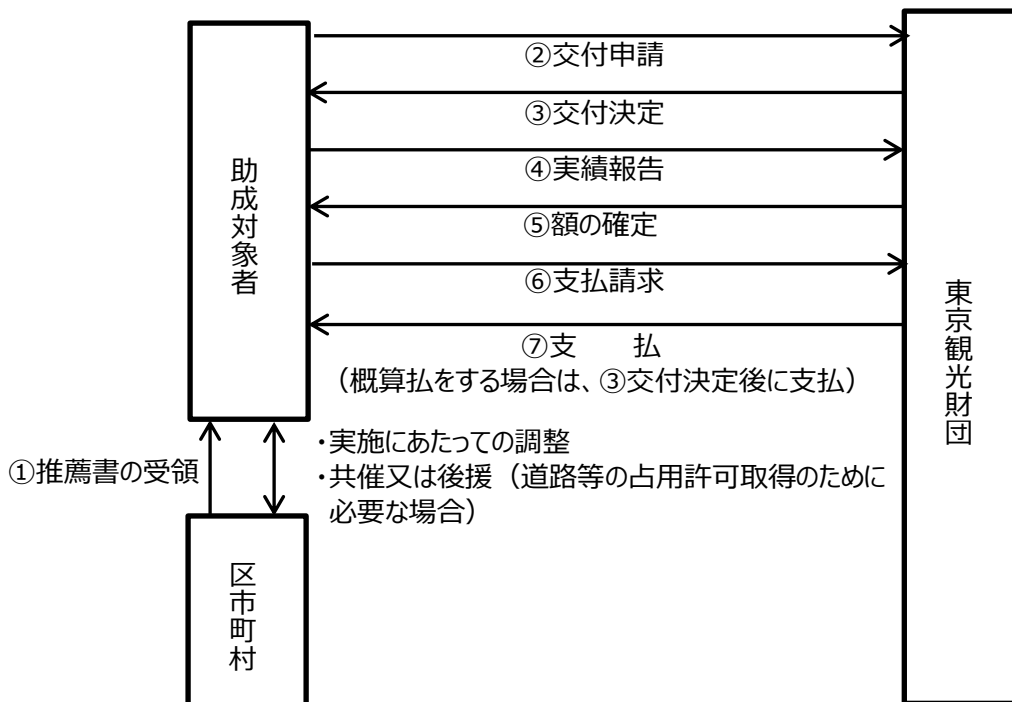 ②交付申請
③交付決定
④実績報告
⑤額の確定
⑥支払請求
⑦支　　払
（概算払をする場合は、③交付決定後に支払）
助成対象者
東京観光財団
①推薦書の受領
・実施にあたっての調整
・共催又は後援（道路等の占用許可取得のために
必要な場合）
区市町村